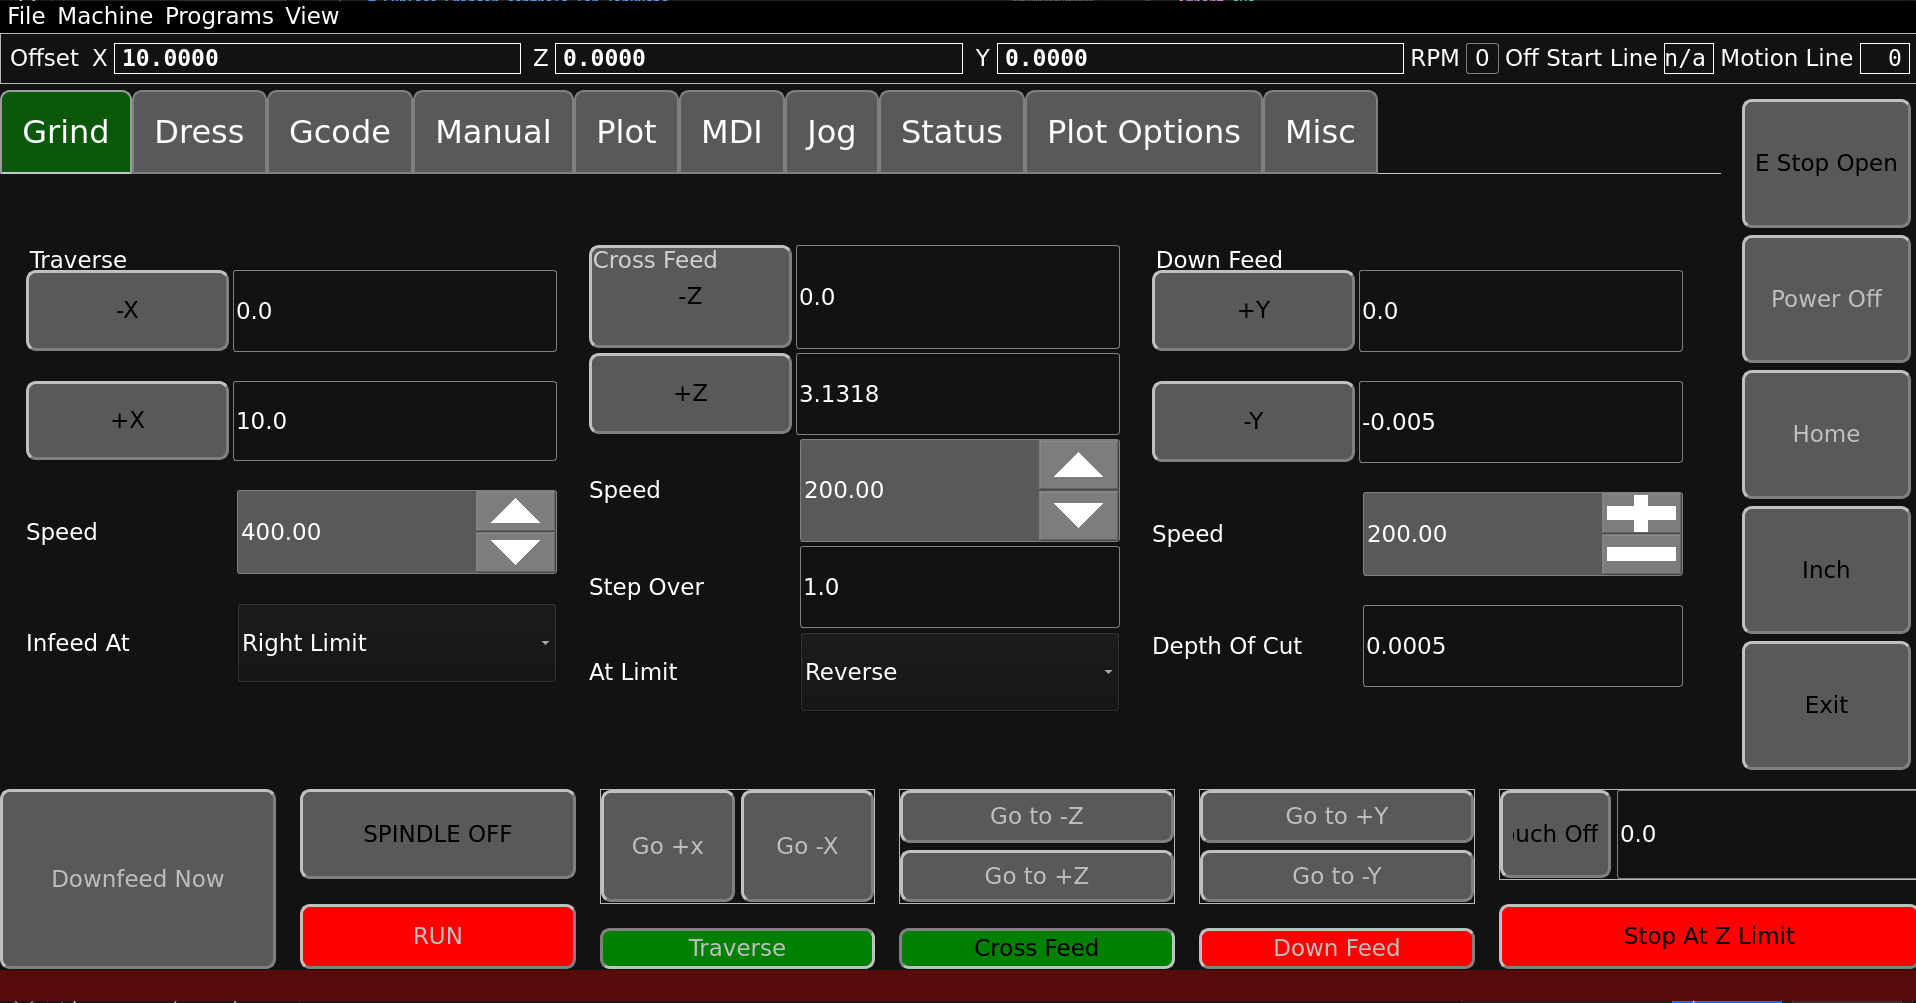 File Machine Programs View
Offset X 10.0000 Z 0.0000 Y 0.0000 RPM 0 Off Start Line n/a Motion Line 0
Grind Dress Gcode Manual Plot MDI Jog Status Plot Options Misc
E Stop Open
Power Off
Home
Inch
Exit
Traverse
-X 0.0
+X 10.0
Speed 400.00
Infeed At Right Limit
Cross Feed
-Z 0.0
+Z 3.1318
Speed 200.00
Step Over 1.0
At Limit Reverse
Down Feed
+Y 0.0
-Y -0.005
Speed 200.00
Depth Of Cut 0.0005
Downfeed Now
SPINDLE OFF
RUN
Go +x Go -X
Traverse
Go to -Z
Go to +Z
Cross Feed
Go to +Y
Go to -Y
Down Feed
uch Off 0.0
Stop At Z Limit